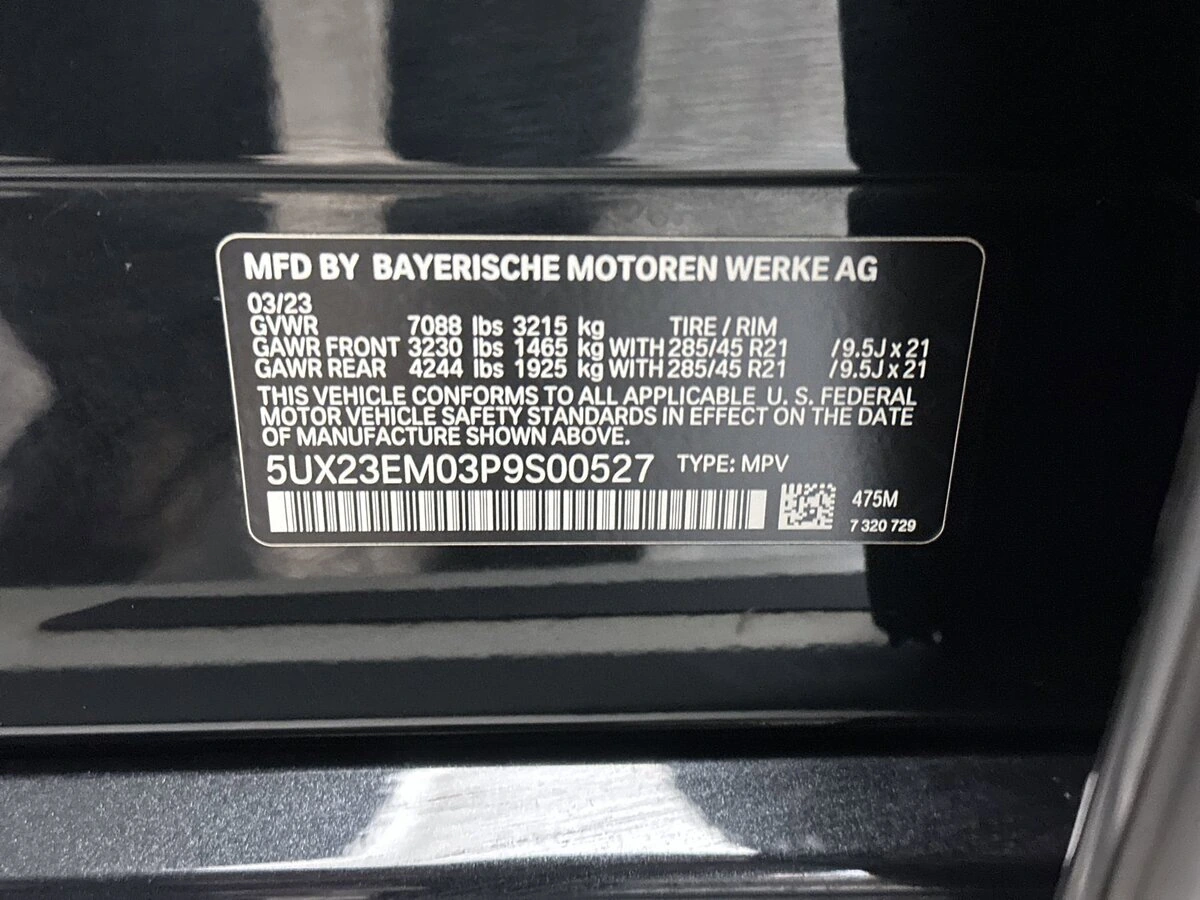 MFD BY BAYERISCHE MOTOREN WERKE AG
03/23
GVWR 7088 lbs 3215 kg TIRE / RIM
GAWR FRONT 3230 lbs 1465 kg WITH 285/45 R21 /9.5J x 21
GAWR REAR 4244 lbs 1925 kg WITH 285/45 R21 /9.5J x 21
THIS VEHICLE CONFORMS TO ALL APPLICABLE U. S. FEDERAL
MOTOR VEHICLE SAFETY STANDARDS IN EFFECT ON THE DATE
OF MANUFACTURE SHOWN ABOVE.
5UX23EM03P9S00527 TYPE: MPV
475M
7 320 729